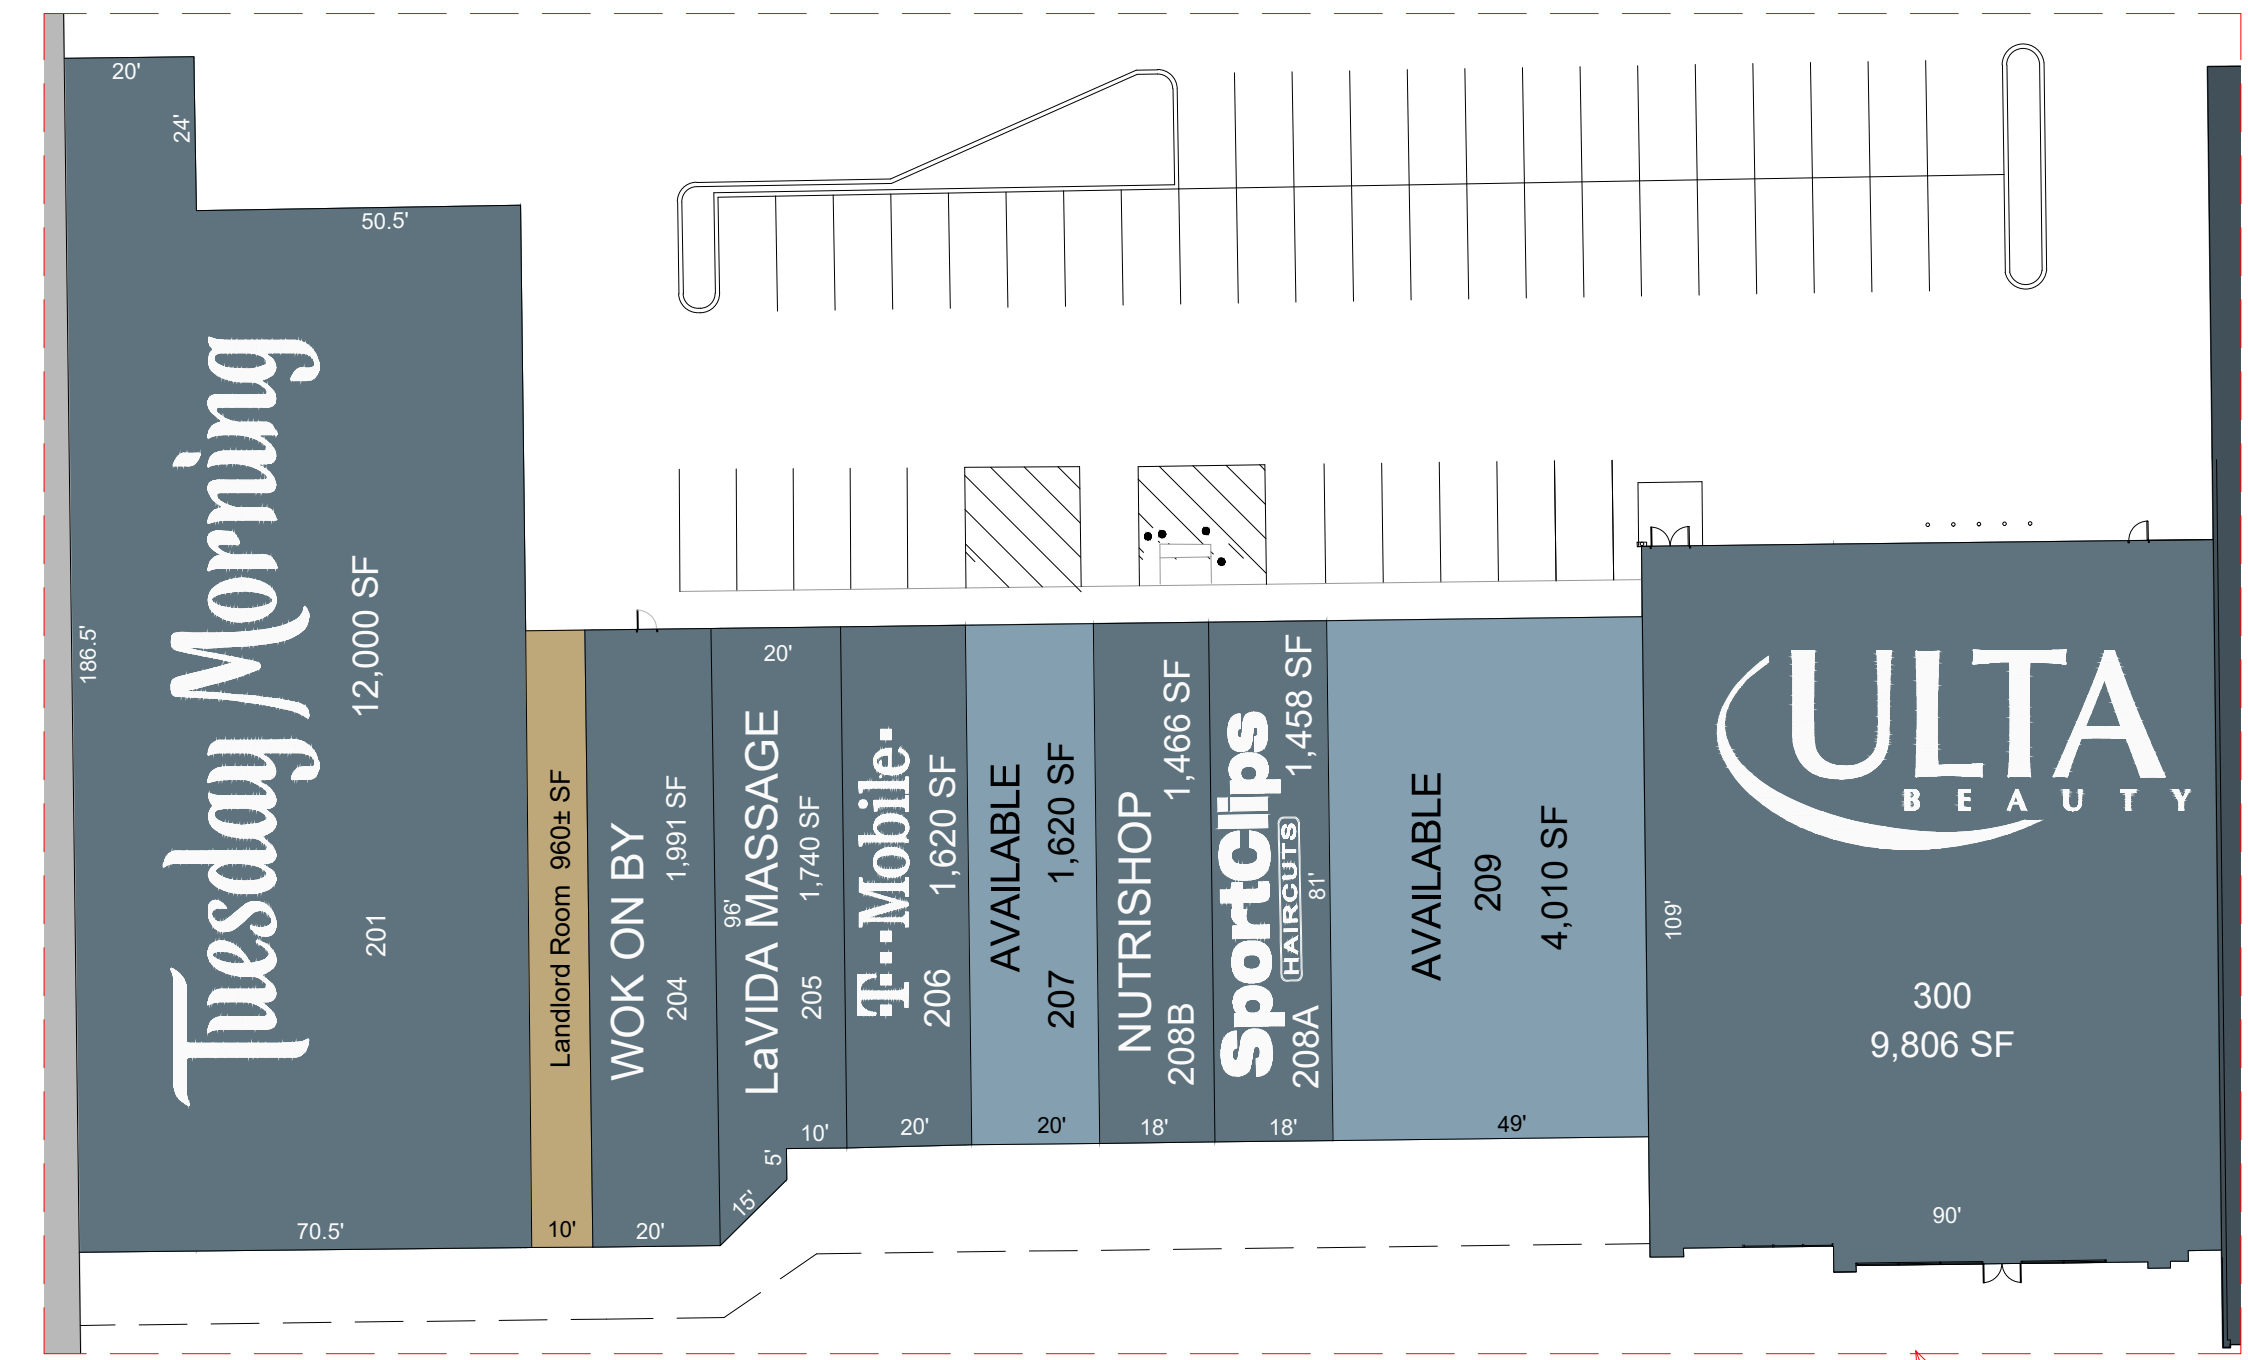 20'
24'
50.5'
186.5'
Tuesday Morning
12,000 SF
201
70.5'
Landlord Room 960± SF
10'
WOK ON BY
204 1,991 SF
20'
20'
96'
LaVIDA MASSAGE
205 1,740 SF
10'
5'
15'
T··Mobile·
206 1,620 SF
20'
AVAILABLE
207 1,620 SF
20'
NUTRISHOP
208B 1,466 SF
18'
SportClips
HAIRCUTS
208A 1,458 SF
81'
18'
AVAILABLE
209
4,010 SF
49'
109'
ULTA
BEAUTY
300
9,806 SF
90'